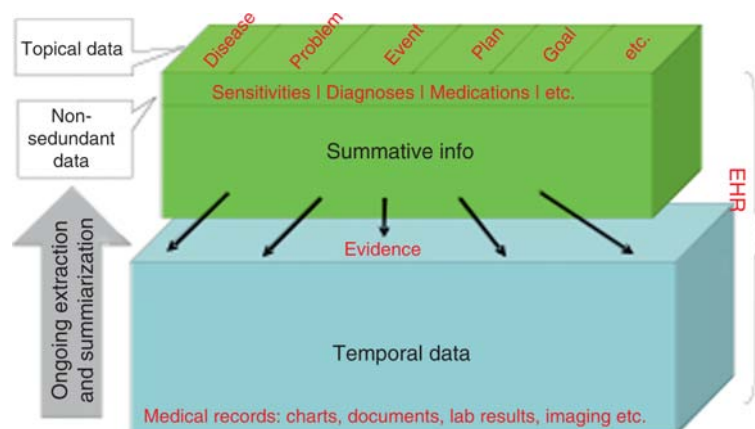 Topical data
Disease
Problem
Event
Plan
Goal
etc.
Sensitivities | Diagnoses | Medications | etc.
Non-
sedundant
data
Summative info
EHR
Evidence
Ongoing extraction
and summiarization
Temporal data
Medical records: charts, documents, lab results, imaging etc.